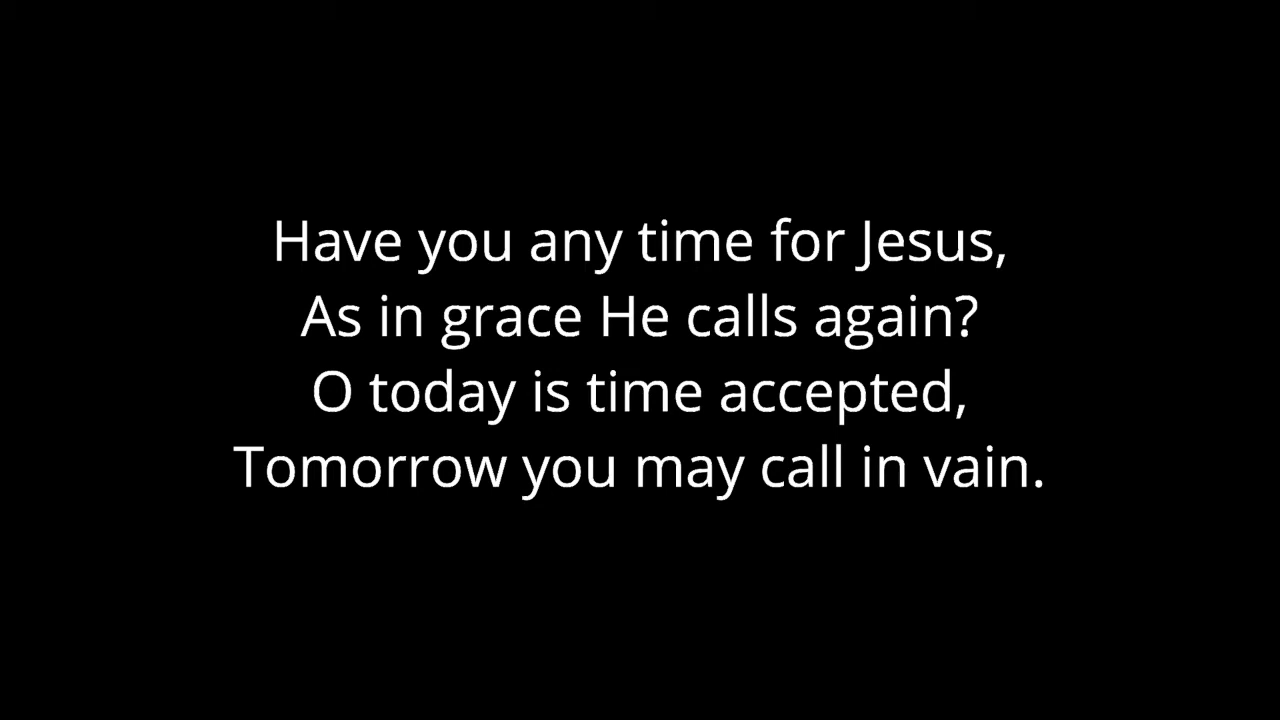 Have you any time for Jesus,
As in grace He calls again?
O today is time accepted,
Tomorrow you may call in vain.